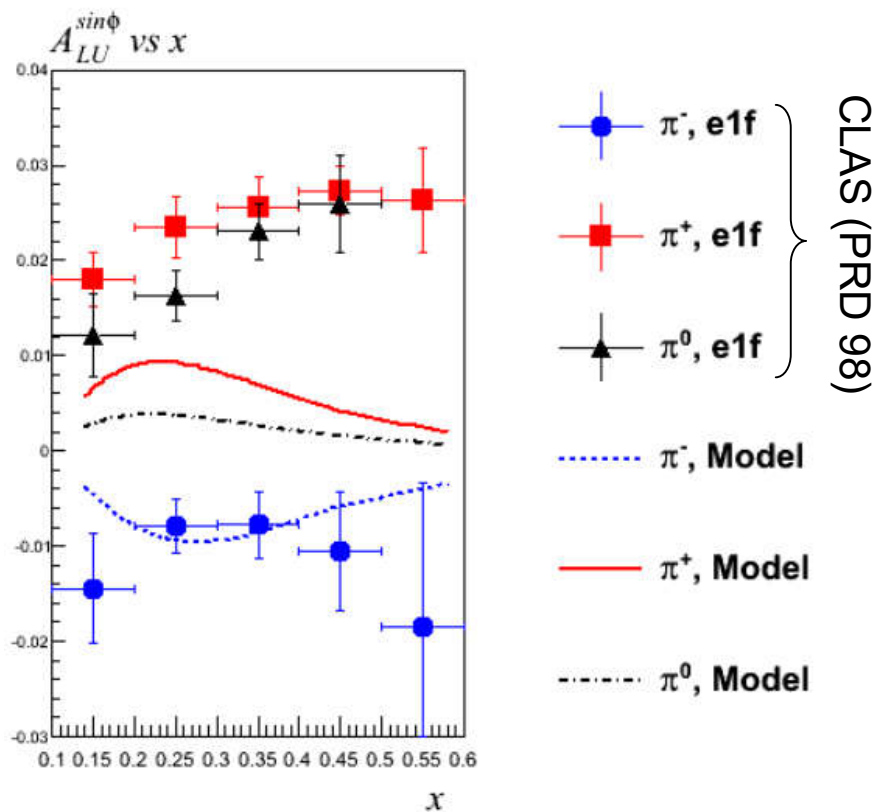 A_{LU}^{sinϕ} vs x
0.04
0.03
0.02
0.01
0
-0.01
-0.02
-0.03
0.1 0.15 0.2 0.25 0.3 0.35 0.4 0.45 0.5 0.55 0.6
x
π⁻, e1f
π⁺, e1f
π⁰, e1f
π⁻, Model
π⁺, Model
π⁰, Model
CLAS (PRD 98)